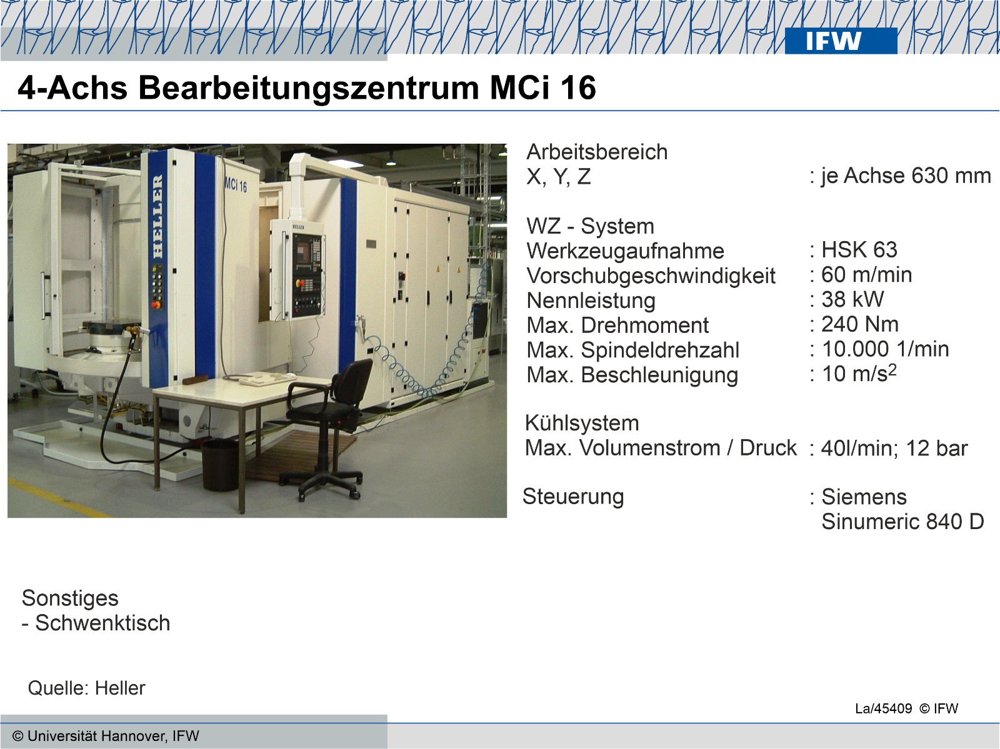 IFW
4-Achs Bearbeitungszentrum MCi 16
HELLER
MCi 16
HELLER
Arbeitsbereich
X, Y, Z : je Achse 630 mm
WZ - System
Werkzeugaufnahme : HSK 63
Vorschubgeschwindigkeit : 60 m/min
Nennleistung : 38 kW
Max. Drehmoment : 240 Nm
Max. Spindeldrehzahl : 10.000 1/min
Max. Beschleunigung : 10 m/s²
Kühlsystem
Max. Volumenstrom / Druck : 40l/min; 12 bar
Steuerung : Siemens
Sinumeric 840 D
Sonstiges
- Schwenktisch
Quelle: Heller
La/45409 © IFW
© Universität Hannover, IFW